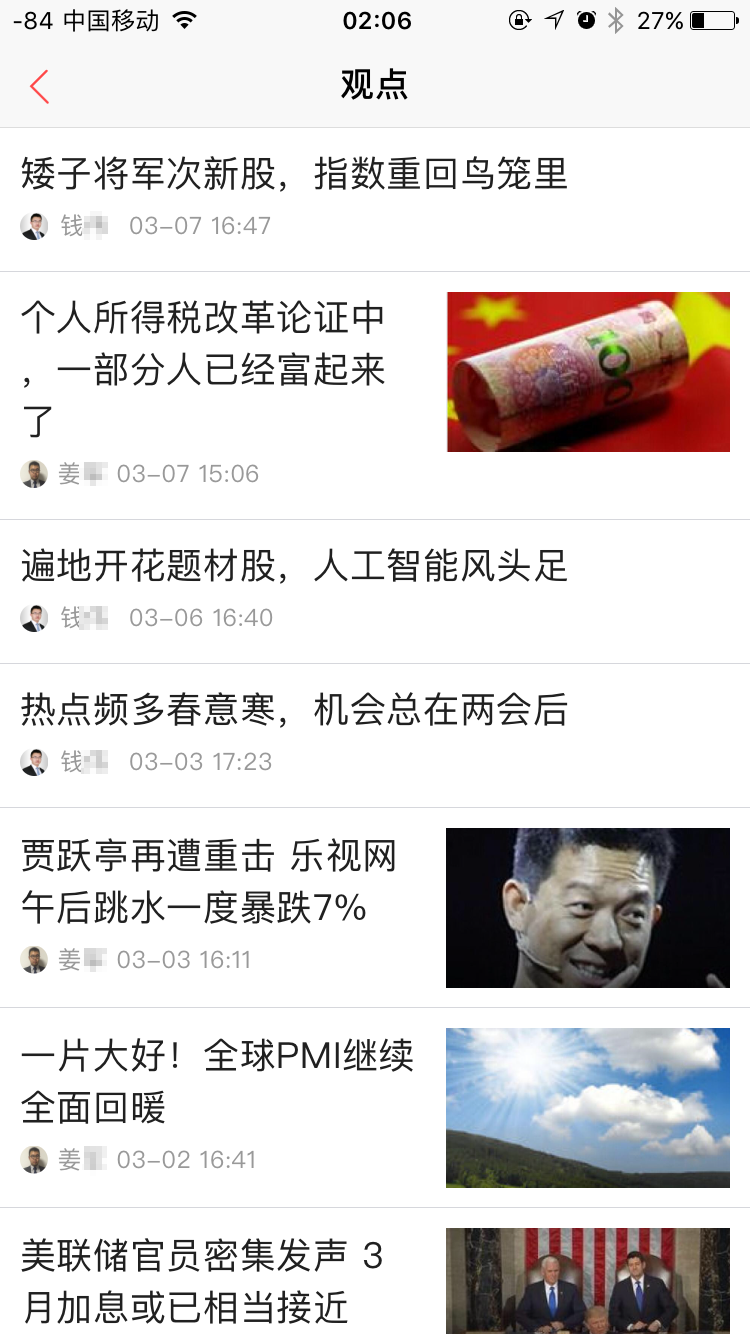 -84 中国移动 02:06 27%
观点
矮子将军次新股，指数重回鸟笼里
钱 03-07 16:47
个人所得税改革论证中
，一部分人已经富起来
了
100
姜 03-07 15:06
遍地开花题材股，人工智能风头足
钱 03-06 16:40
热点频多春意寒，机会总在两会后
钱 03-03 17:23
贾跃亭再遭重击 乐视网
午后跳水一度暴跌7%
姜 03-03 16:11
一片大好！全球PMI继续
全面回暖
姜 03-02 16:41
美联储官员密集发声 3
月加息或已相当接近